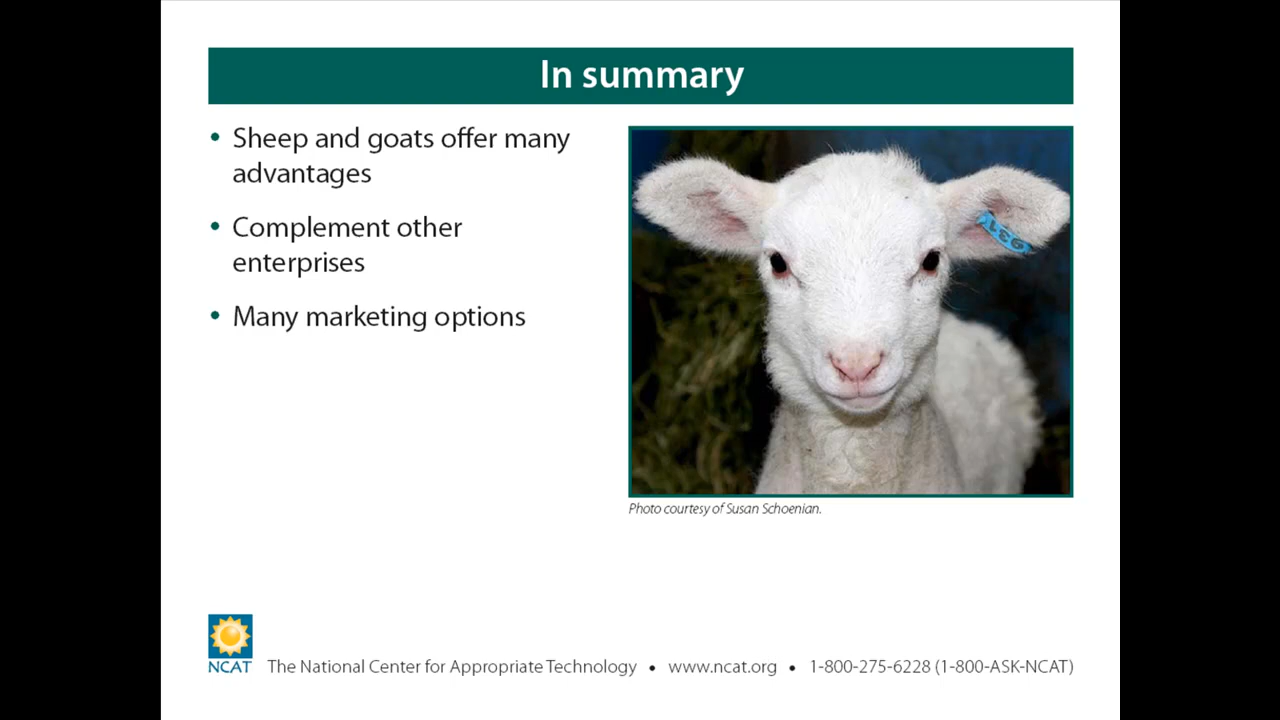 In summary
• Sheep and goats offer many
advantages
• Complement other
enterprises
• Many marketing options
931
Photo courtesy of Susan Schoenian.
NCAT
The National Center for Appropriate Technology • www.ncat.org • 1-800-275-6228 (1-800-ASK-NCAT)